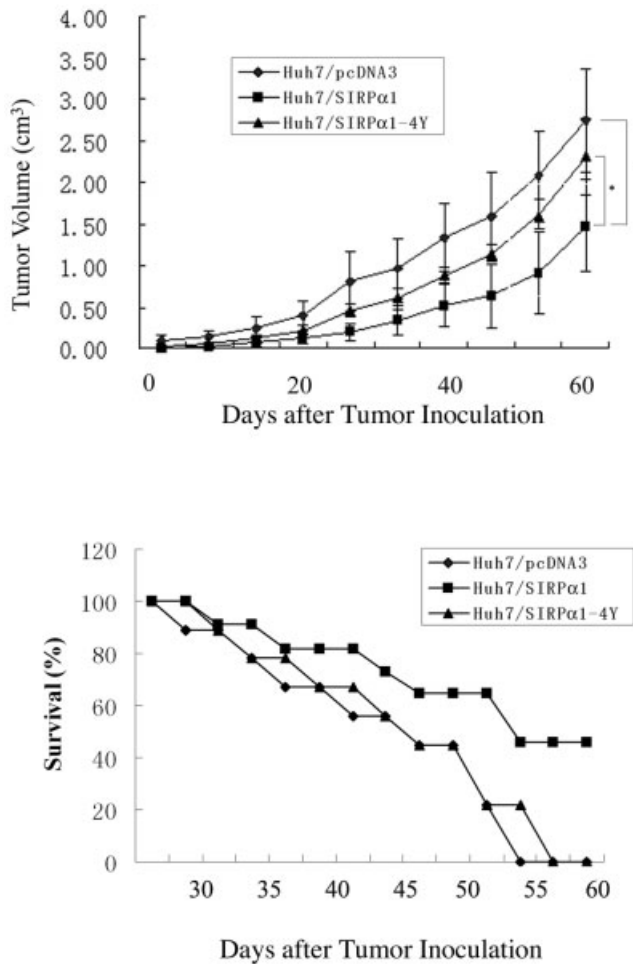 4.00
3.50
3.00
2.50
2.00
1.50
1.00
0.50
0.00
Tumor Volume (cm³)
Huh7/pcDNA3
Huh7/SIRPα1
Huh7/SIRPα1-4Y
*
0 20 40 60
Days after Tumor Inoculation
120
100
80
60
40
20
0
Survival (%)
Huh7/pcDNA3
Huh7/SIRPα1
Huh7/SIRPα1-4Y
30 35 40 45 50 55 60
Days after Tumor Inoculation